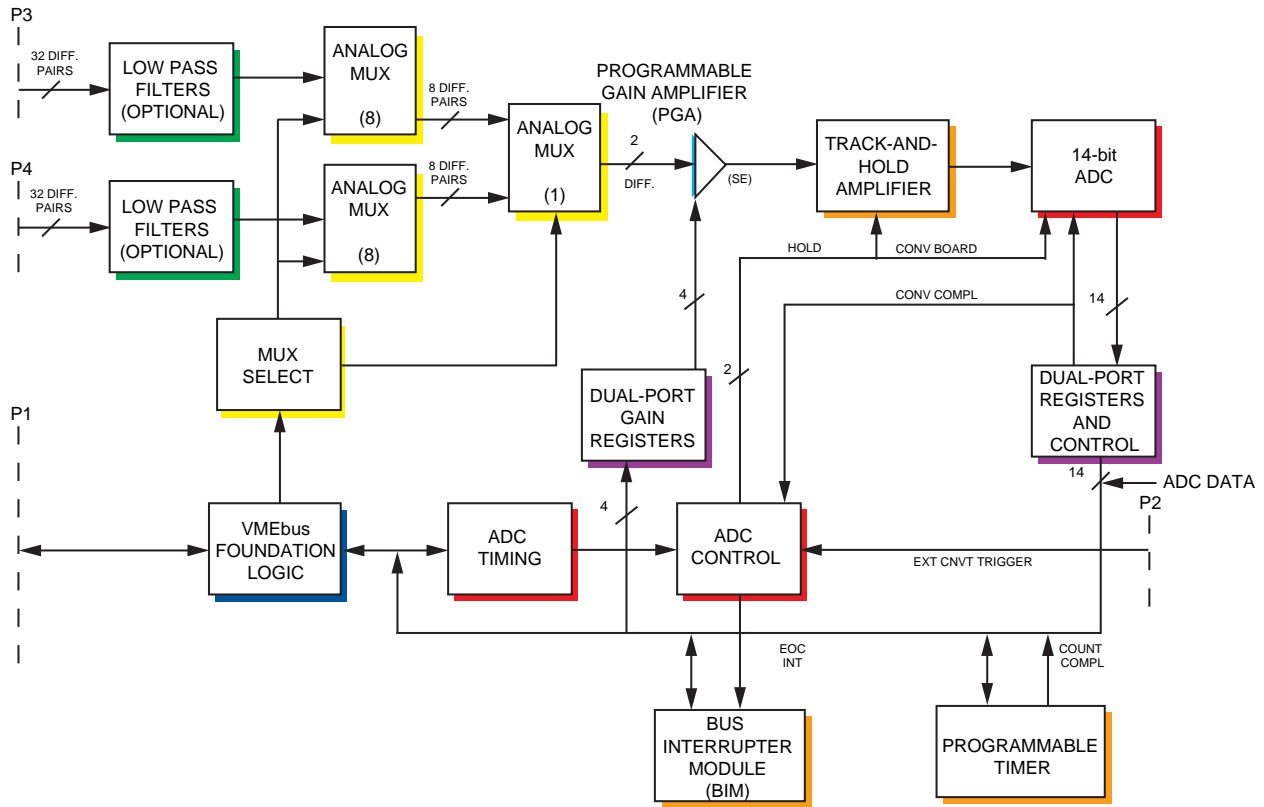 P3
32 DIFF.
PAIRS
LOW PASS
FILTERS
(OPTIONAL)
ANALOG
MUX
(8)
8 DIFF.
PAIRS
P4
32 DIFF.
PAIRS
LOW PASS
FILTERS
(OPTIONAL)
ANALOG
MUX
(8)
8 DIFF.
PAIRS
ANALOG
MUX
(1)
2
DIFF.
PROGRAMMABLE
GAIN AMPLIFIER
(PGA)
(SE)
TRACK-AND-
HOLD
AMPLIFIER
14-bit
ADC
HOLD
CONV BOARD
CONV COMPL
4
14
2
MUX
SELECT
DUAL-PORT
GAIN
REGISTERS
DUAL-PORT
REGISTERS
AND
CONTROL
14
ADC DATA
P1
P2
VMEbus
FOUNDATION
LOGIC
ADC
TIMING
4
ADC
CONTROL
EXT CNVT TRIGGER
EOC
INT
COUNT
COMPL
BUS
INTERRUPTER
MODULE
(BIM)
PROGRAMMABLE
TIMER